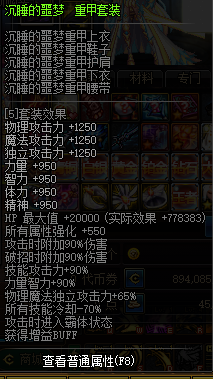 沉睡的噩梦 重甲套装
沉睡的噩梦重甲上衣
沉睡的噩梦重甲鞋子
沉睡的噩梦重甲护肩
沉睡的噩梦重甲下衣
沉睡的噩梦重甲腰带
材料
专门
[5]套装效果
物理攻击力 +1250
魔法攻击力 +1250
独立攻击力 +1250
力量 +950
智力 +950
体力 +950
精神 +950
HP 最大值 +20000 (实际效果 +778383)
所有属性强化 +550
攻击时附加90%伤害
破招时附加90%伤害
技能攻击力+90%
力量智力+90%
物理魔法独立攻击力+65%
所有技能冷却-70%
攻击时进入霸体状态
获得增益BUFF
查看普通属性(F8)